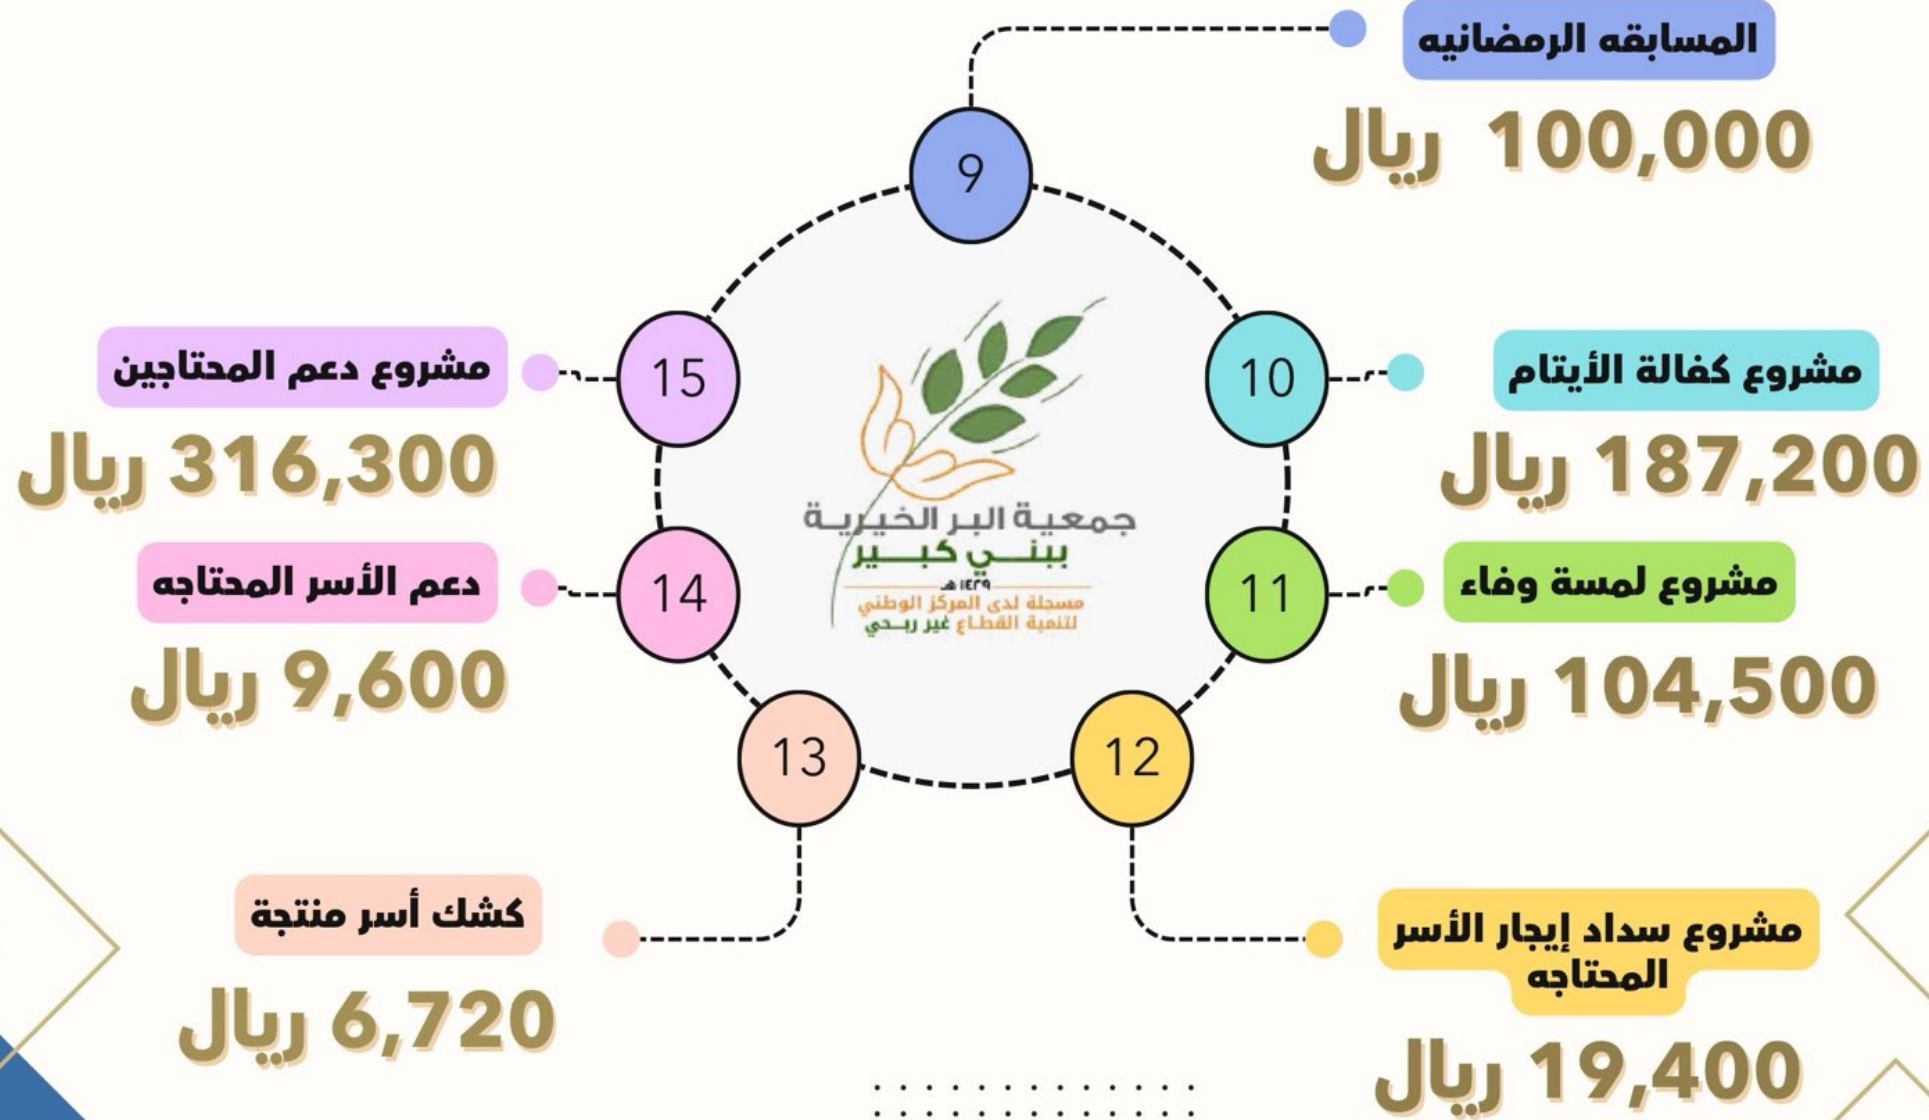 9
المسابقه الرمضانيه
100,000 ريال
10
مشروع كفالة الأيتام
187,200 ريال
11
مشروع لمسة وفاء
104,500 ريال
12
مشروع سداد إيجار الأسر
المحتاجه
19,400 ريال
13
كشك أسر منتجة
6,720 ريال
14
دعم الأسر المحتاجه
9,600 ريال
15
مشروع دعم المحتاجين
316,300 ريال
جمعية البر الخيرية
ببني كبير
١٤٢٩هـ
مسجلة لدى المركز الوطني
لتنمية القطاع غير ربحي